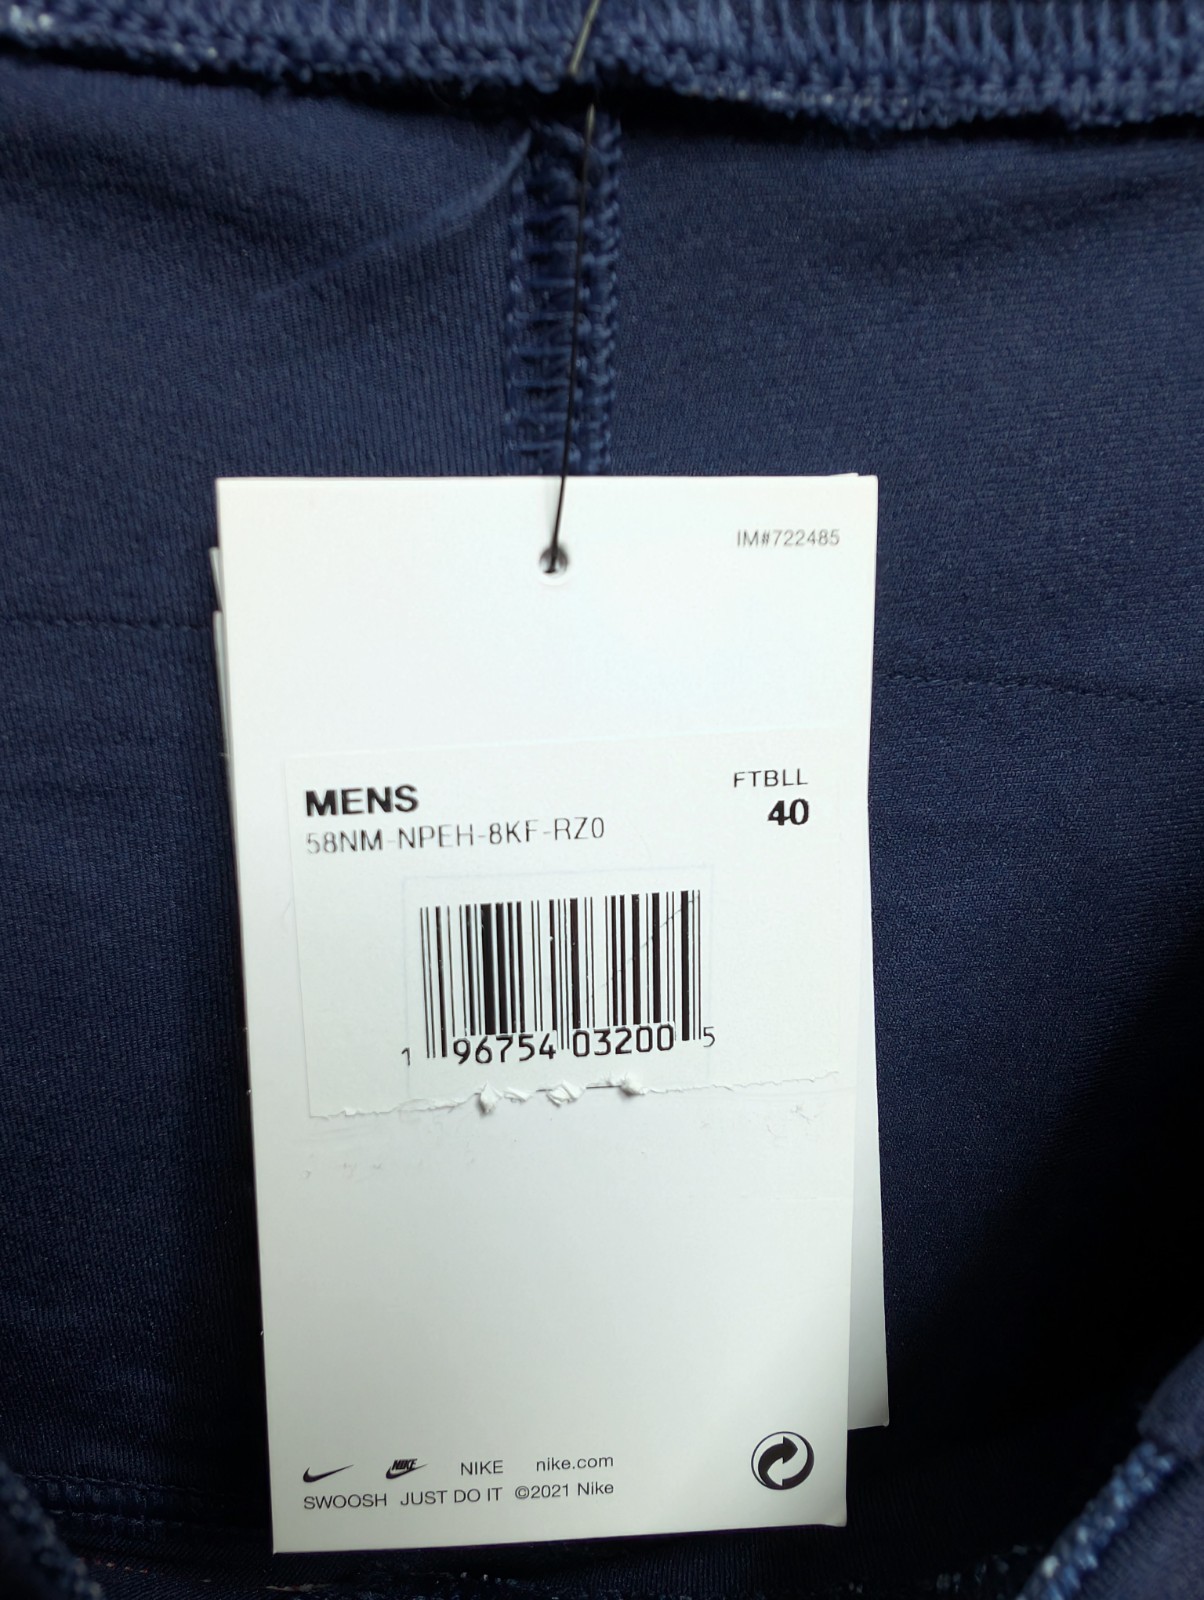 IM#722485
MENS
FTBLL
58NM-NPEH-8KF-RZ0
40
1 96754 03200 5
NIKE
NIKE nike.com
SWOOSH JUST DO IT ©2021 Nike